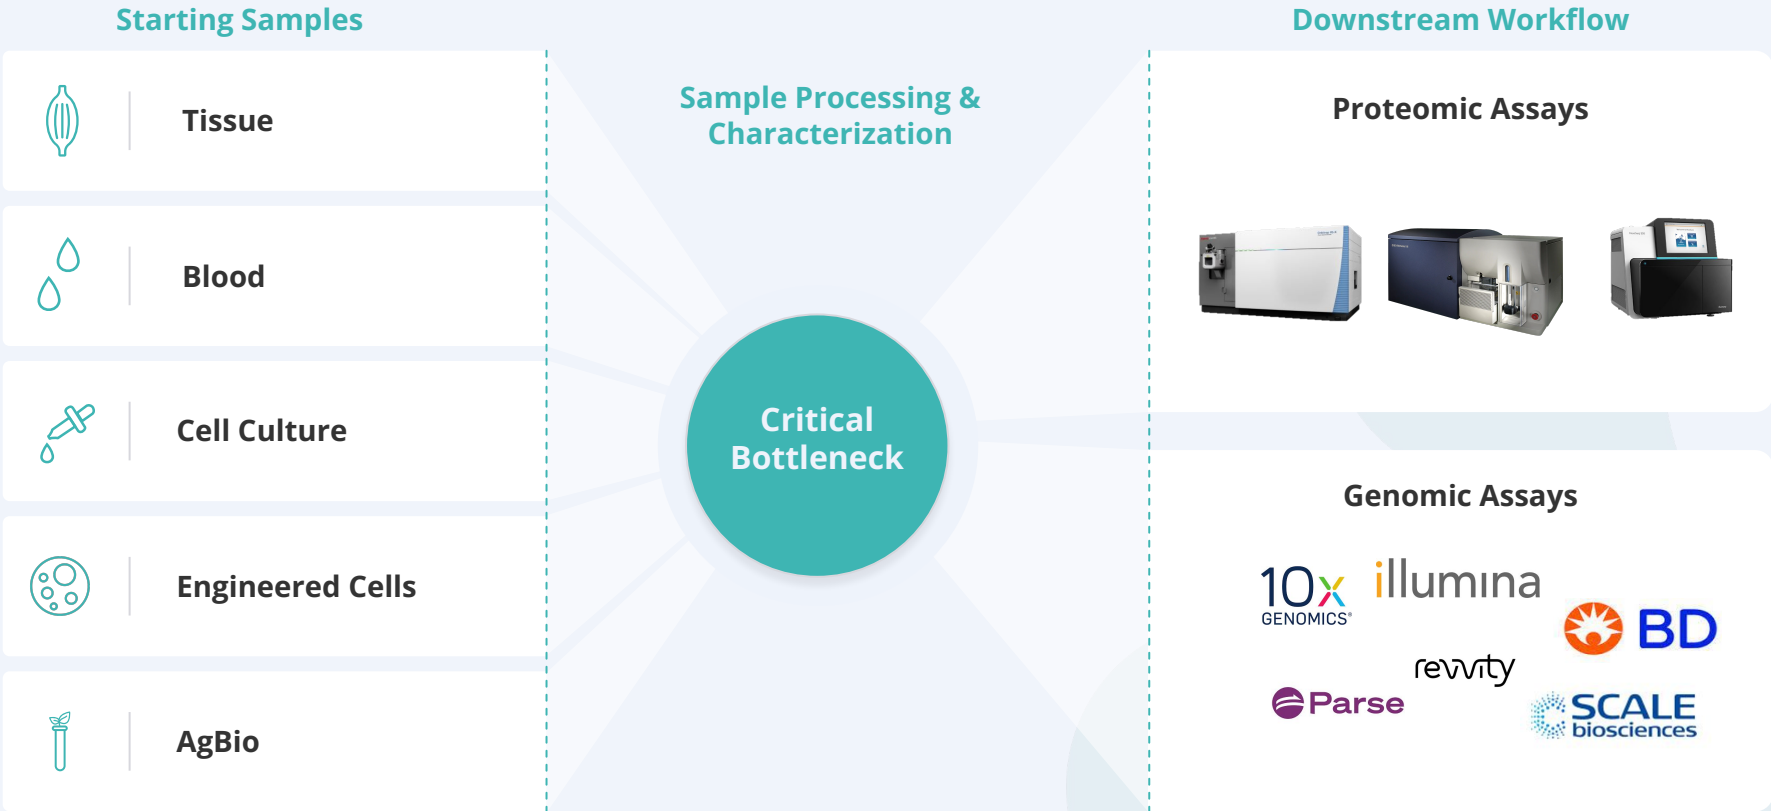 Starting Samples
Tissue
Blood
Cell Culture
Engineered Cells
AgBio
Sample Processing &
Characterization
Critical
Bottleneck
Downstream Workflow
Proteomic Assays
Genomic Assays
10x
GENOMICS®
illumina
BD
revvity
Parse
SCALE
biosciences